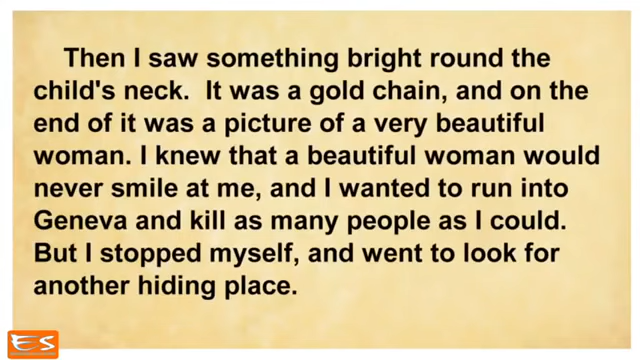 Then I saw something bright round the
child's neck. It was a gold chain, and on the
end of it was a picture of a very beautiful
woman. I knew that a beautiful woman would
never smile at me, and I wanted to run into
Geneva and kill as many people as I could.
But I stopped myself, and went to look for
another hiding place.
ES